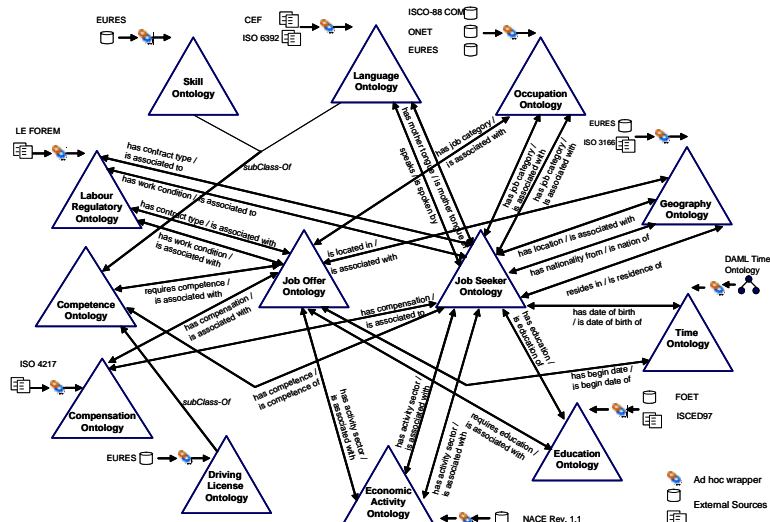 EURES
CEF
ISO 6392
ISCO-88 COM
ONET
EURES
Skill
Ontology
Language
Ontology
Occupation
Ontology
LE FOREM
EURES
ISO 3166
has contract type /
is associated to
has work condition / is associated to
has contract type / is associated with
has work condition /
is associated with
subClass-Of
has mother tongue / is mother tongue
speaks / is spoken by
has job category /
is associated with
has job category /
is associated with
has job category /
is associated with
Labour
Regulatory
Ontology
Geography
Ontology
is located in /
is associated with
has location / is associated with
has nationality from / is nation of
resides in / is residence of
Job Offer
Ontology
Job Seeker
Ontology
DAML Time
Ontology
Competence
Ontology
requires competence /
is associated with
has compensation /
is associated with
has compensation /
is associated to
has date of birth
/ is date of birth of
Time
Ontology
has education /
is education of
has begin date /
is begin date of
ISO 4217
Compensation
Ontology
subClass-Of
has competence /
is competence of
has activity sector /
is associated with
has activity sector /
is associated with
has activity sector /
is associated with
requires education /
is associated with
FOET
ISCED97
Education
Ontology
EURES
Driving
License
Ontology
Economic
Activity
Ontology
NACE Rev. 1.1
Ad hoc wrapper
External Sources